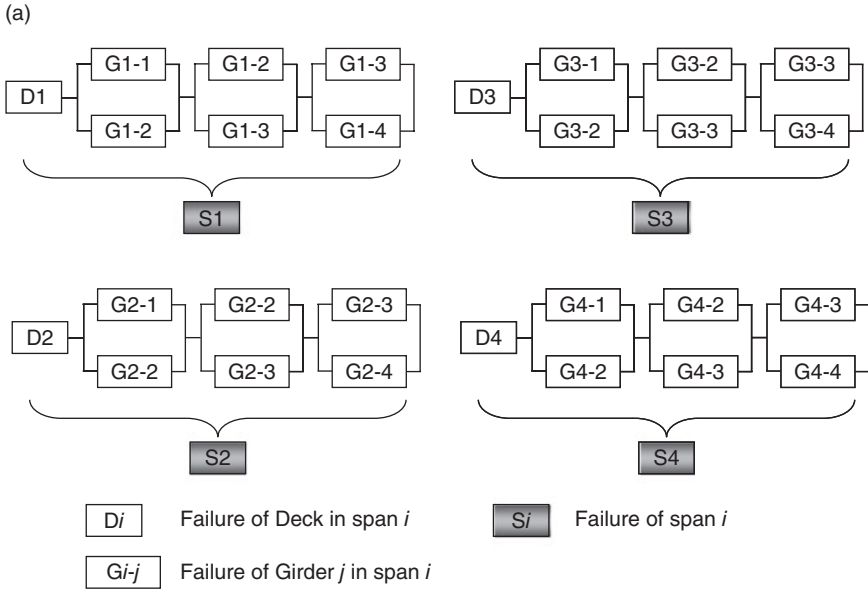 (a)
G1-1 G1-2 G1-3
D1
G1-2 G1-3 G1-4
S1
G3-1 G3-2 G3-3
D3
G3-2 G3-3 G3-4
S3
G2-1 G2-2 G2-3
D2
G2-2 G2-3 G2-4
S2
G4-1 G4-2 G4-3
D4
G4-2 G4-3 G4-4
S4
Di Failure of Deck in span i
Si Failure of span i
Gi-j Failure of Girder j in span i